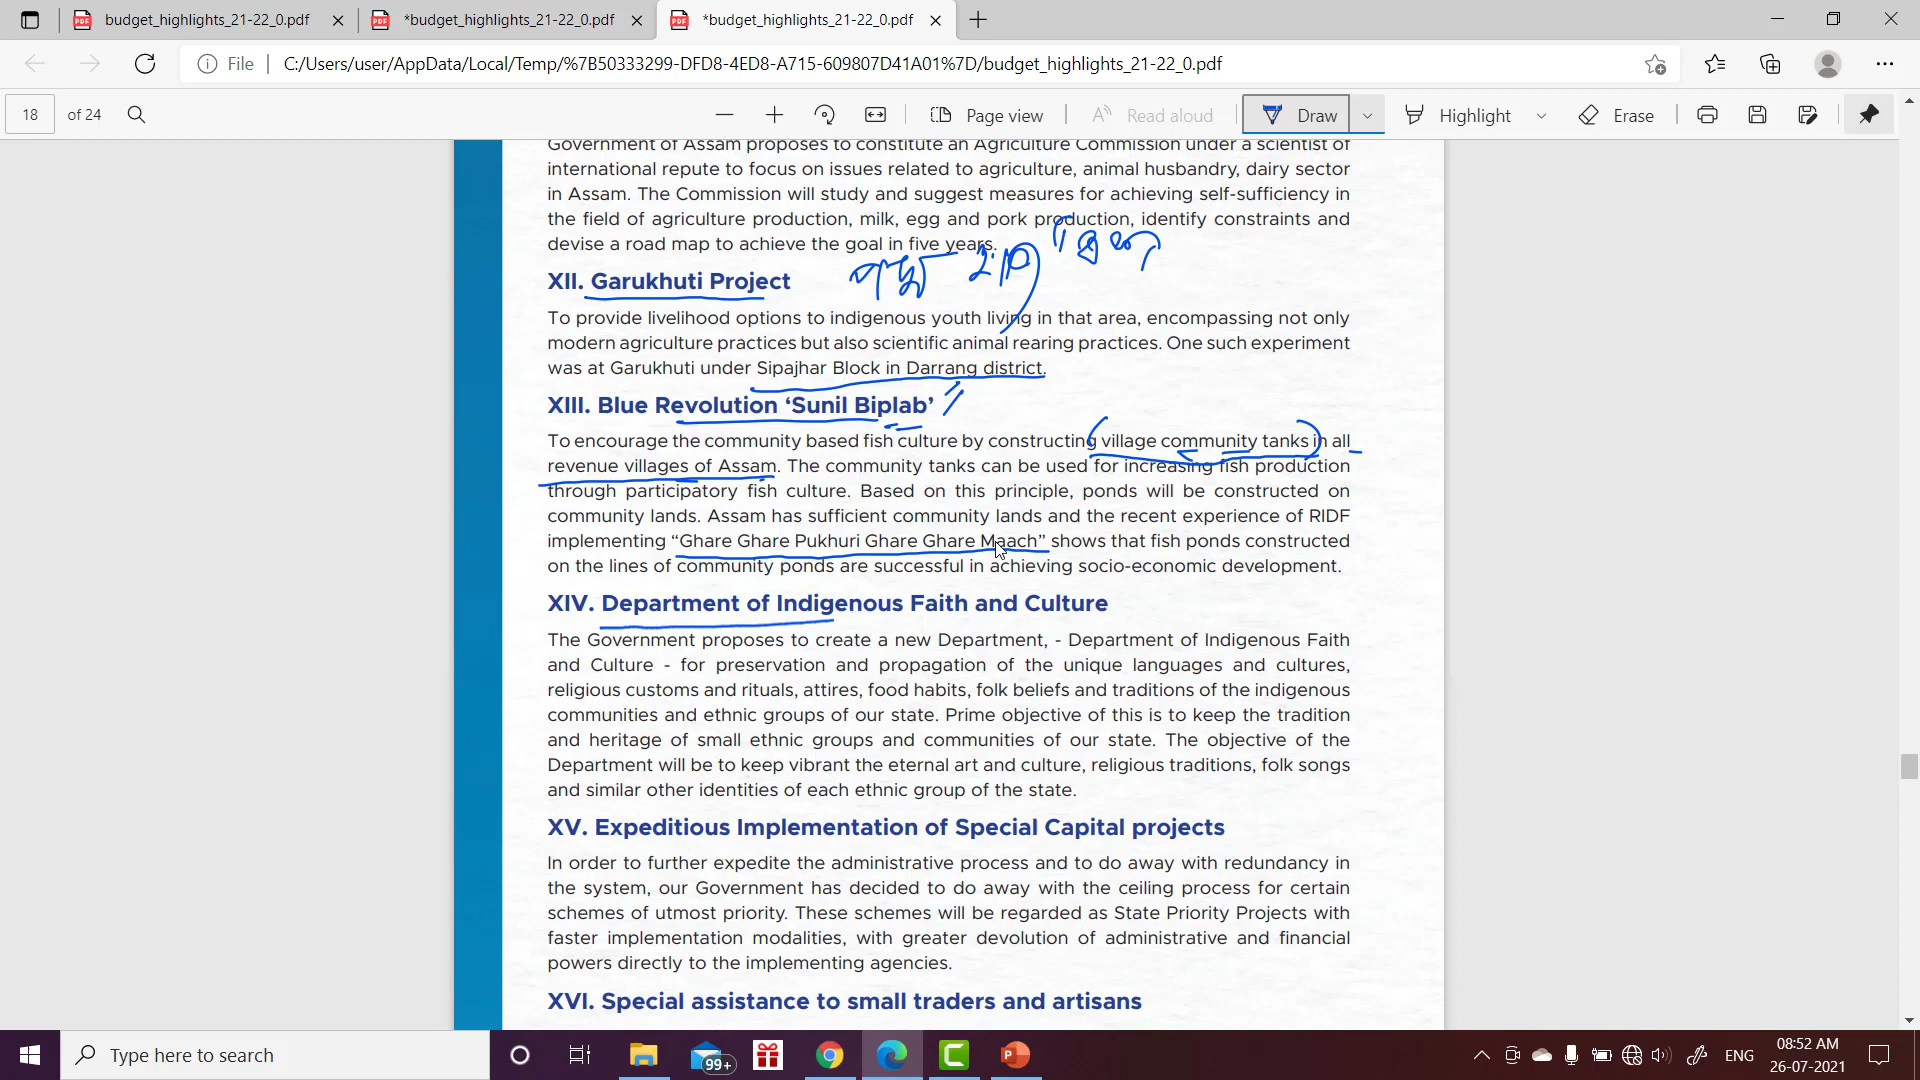 budget_highlights_21-22_0.pdf
*budget_highlights_21-22_0.pdf
*budget_highlights_21-22_0.pdf
File
C:/Users/user/AppData/Local/Temp/%7B50333299-DFD8-4ED8-A715-609807D41A01%7D/budget_highlights_21-22_0.pdf
18 of 24
Page view
Read aloud
Draw
Highlight
Erase
Government of Assam proposes to constitute an Agriculture Commission under a scientist of
international repute to focus on issues related to agriculture, animal husbandry, dairy sector
in Assam. The Commission will study and suggest measures for achieving self-sufficiency in
the field of agriculture production, milk, egg and pork production, identify constraints and
devise a road map to achieve the goal in five years.
XII. Garukhuti Project
To provide livelihood options to indigenous youth living in that area, encompassing not only
modern agriculture practices but also scientific animal rearing practices. One such experiment
was at Garukhuti under Sipajhar Block in Darrang district.
XIII. Blue Revolution ‘Sunil Biplab’
To encourage the community based fish culture by constructing village community tanks in all
revenue villages of Assam. The community tanks can be used for increasing fish production
through participatory fish culture. Based on this principle, ponds will be constructed on
community lands. Assam has sufficient community lands and the recent experience of RIDF
implementing “Ghare Ghare Pukhuri Ghare Ghare Maach” shows that fish ponds constructed
on the lines of community ponds are successful in achieving socio-economic development.
XIV. Department of Indigenous Faith and Culture
The Government proposes to create a new Department, - Department of Indigenous Faith
and Culture - for preservation and propagation of the unique languages and cultures,
religious customs and rituals, attires, food habits, folk beliefs and traditions of the indigenous
communities and ethnic groups of our state. Prime objective of this is to keep the tradition
and heritage of small ethnic groups and communities of our state. The objective of the
Department will be to keep vibrant the eternal art and culture, religious traditions, folk songs
and similar other identities of each ethnic group of the state.
XV. Expeditious Implementation of Special Capital projects
In order to further expedite the administrative process and to do away with redundancy in
the system, our Government has decided to do away with the ceiling process for certain
schemes of utmost priority. These schemes will be regarded as State Priority Projects with
faster implementation modalities, with greater devolution of administrative and financial
powers directly to the implementing agencies.
XVI. Special assistance to small traders and artisans
Type here to search
99+
ENG
08:52 AM
26-07-2021